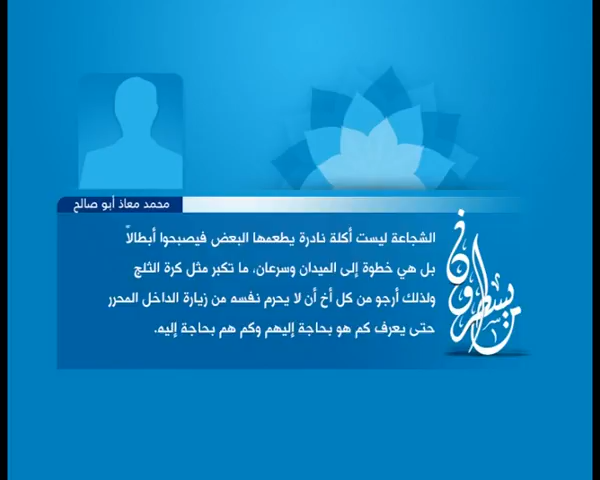 محمد معاذ أبو صالح
الشجاعة ليست أكلة نادرة يطعمها البعض فيصبحوا أبطالاً
بل هي خطوة إلى الميدان وسرعان، ما تكبر مثل كرة الثلج
ولذلك أرجو من كل أخ أن لا يحرم نفسه من زيارة الداخل المحرر
حتى يعرف كم هو بحاجة إليهم وكم هم بحاجة إليه.